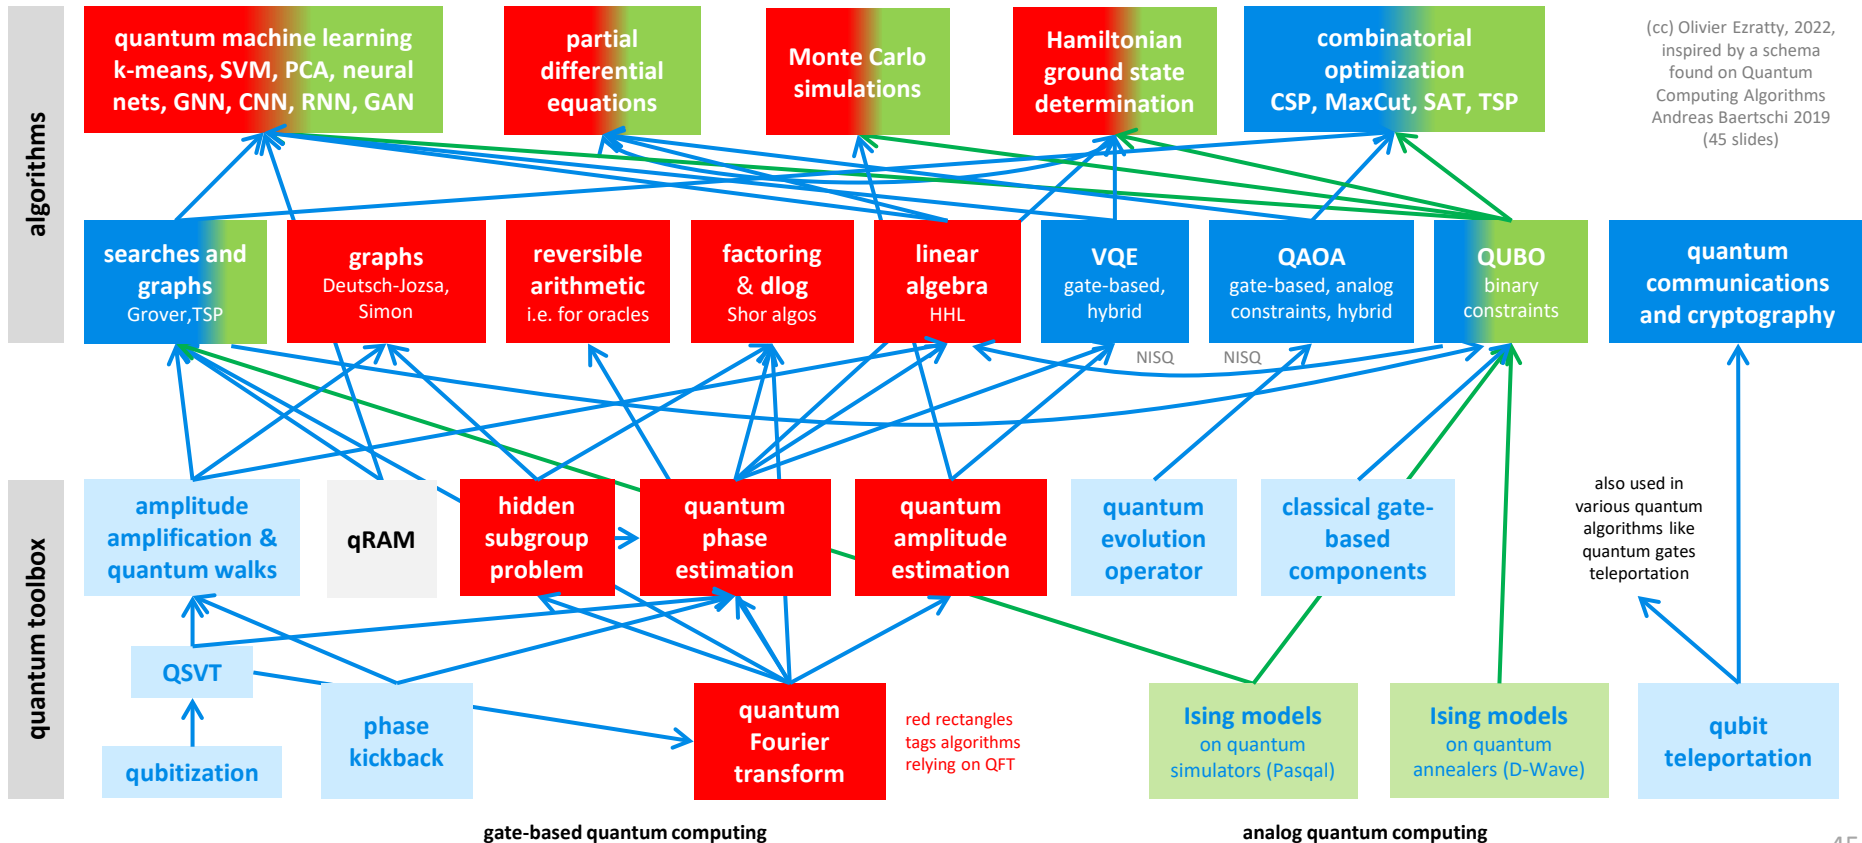 algorithms
quantum machine learning
k-means, SVM, PCA, neural
nets, GNN, CNN, RNN, GAN
partial
differential
equations
Monte Carlo
simulations
Hamiltonian
ground state
determination
combinatorial
optimization
CSP, MaxCut, SAT, TSP
(cc) Olivier Ezratty, 2022,
inspired by a schema
found on Quantum
Computing Algorithms
Andreas Baertschi 2019
(45 slides)
searches and
graphs
Grover,TSP
graphs
Deutsch-Jozsa,
Simon
reversible
arithmetic
i.e. for oracles
factoring
& dlog
Shor algos
linear
algebra
HHL
VQE
gate-based,
hybrid
QAOA
gate-based, analog
constraints, hybrid
QUBO
binary
constraints
quantum
communications
and cryptography
NISQ
NISQ
quantum toolbox
amplitude
amplification &
quantum walks
qRAM
hidden
subgroup
problem
quantum
phase
estimation
quantum
amplitude
estimation
quantum
evolution
operator
classical gate-
based
components
also used in
various quantum
algorithms like
quantum gates
teleportation
QSVT
qubitization
phase
kickback
quantum
Fourier
transform
red rectangles
tags algorithms
relying on QFT
Ising models
on quantum
simulators (Pasqal)
Ising models
on quantum
annealers (D-Wave)
qubit
teleportation
gate-based quantum computing
analog quantum computing
45